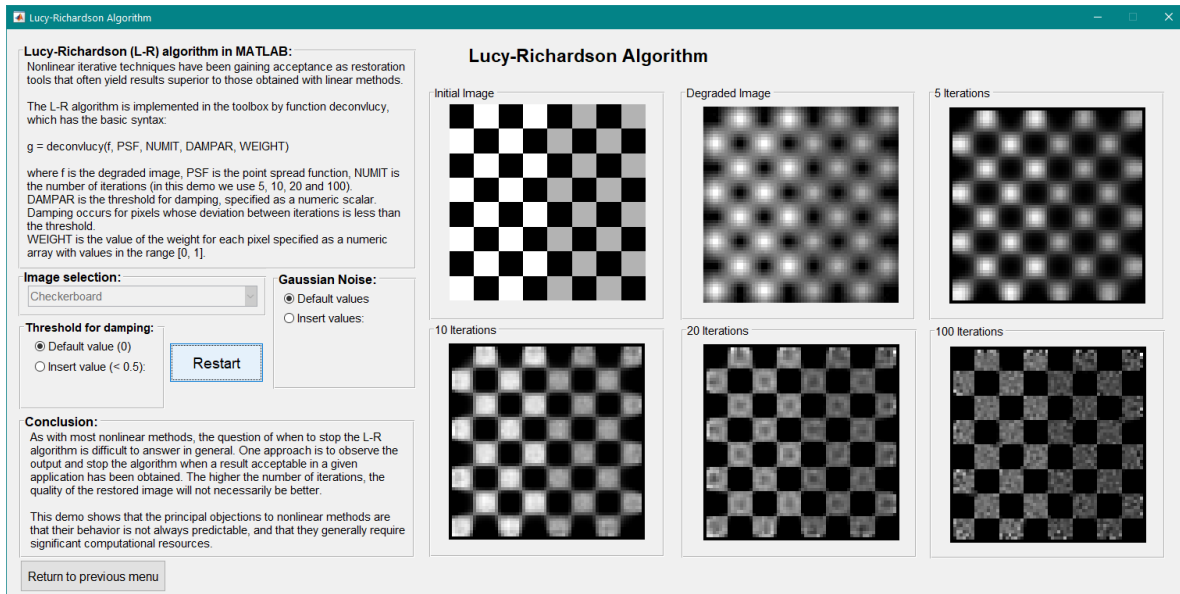 Lucy-Richardson Algorithm
Lucy-Richardson (L-R) algorithm in MATLAB:
Nonlinear iterative techniques have been gaining acceptance as restoration
tools that often yield results superior to those obtained with linear methods.
The L-R algorithm is implemented in the toolbox by function deconvlucy,
which has the basic syntax:
g = deconvlucy(f, PSF, NUMIT, DAMPAR, WEIGHT)
where f is the degraded image, PSF is the point spread function, NUMIT is
the number of iterations (in this demo we use 5, 10, 20 and 100).
DAMPAR is the threshold for damping, specified as a numeric scalar.
Damping occurs for pixels whose deviation between iterations is less than
the threshold.
WEIGHT is the value of the weight for each pixel specified as a numeric
array with values in the range [0, 1].
Image selection:
Checkerboard
Gaussian Noise:
Default values
Insert values:
Threshold for damping:
Default value (0)
Insert value (< 0.5):
Restart
Conclusion:
As with most nonlinear methods, the question of when to stop the L-R
algorithm is difficult to answer in general. One approach is to observe the
output and stop the algorithm when a result acceptable in a given
application has been obtained. The higher the number of iterations, the
quality of the restored image will not necessarily be better.
This demo shows that the principal objections to nonlinear methods are
that their behavior is not always predictable, and that they generally require
significant computational resources.
Return to previous menu
Lucy-Richardson Algorithm
Initial Image
Degraded Image
5 Iterations
10 Iterations
20 Iterations
100 Iterations